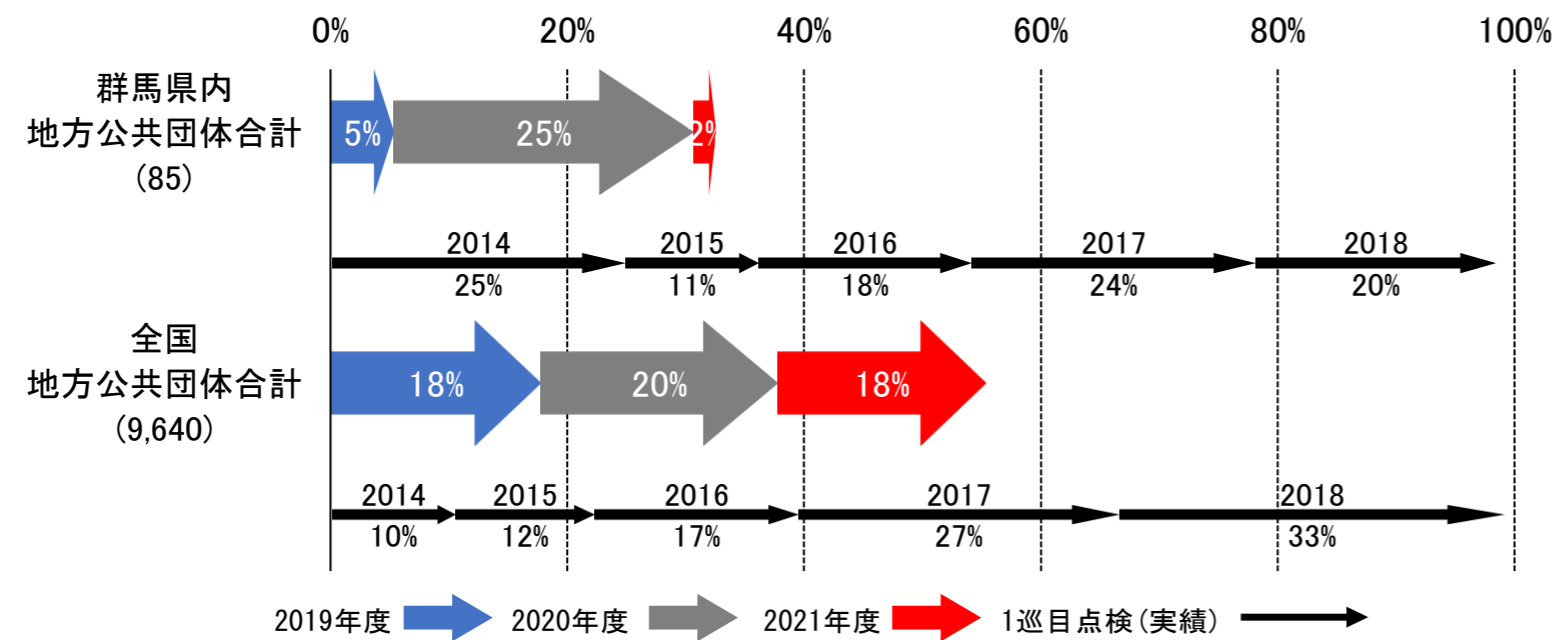 0% 20% 40% 60% 80% 100%
群馬県内
地方公共団体合計
(85)
5% 25% 2%
2014 2015 2016 2017 2018
25% 11% 18% 24% 20%
全国
地方公共団体合計
(9,640)
18% 20% 18%
2014 2015 2016 2017 2018
10% 12% 17% 27% 33%
2019年度 2020年度 2021年度 1巡目点検(実績)